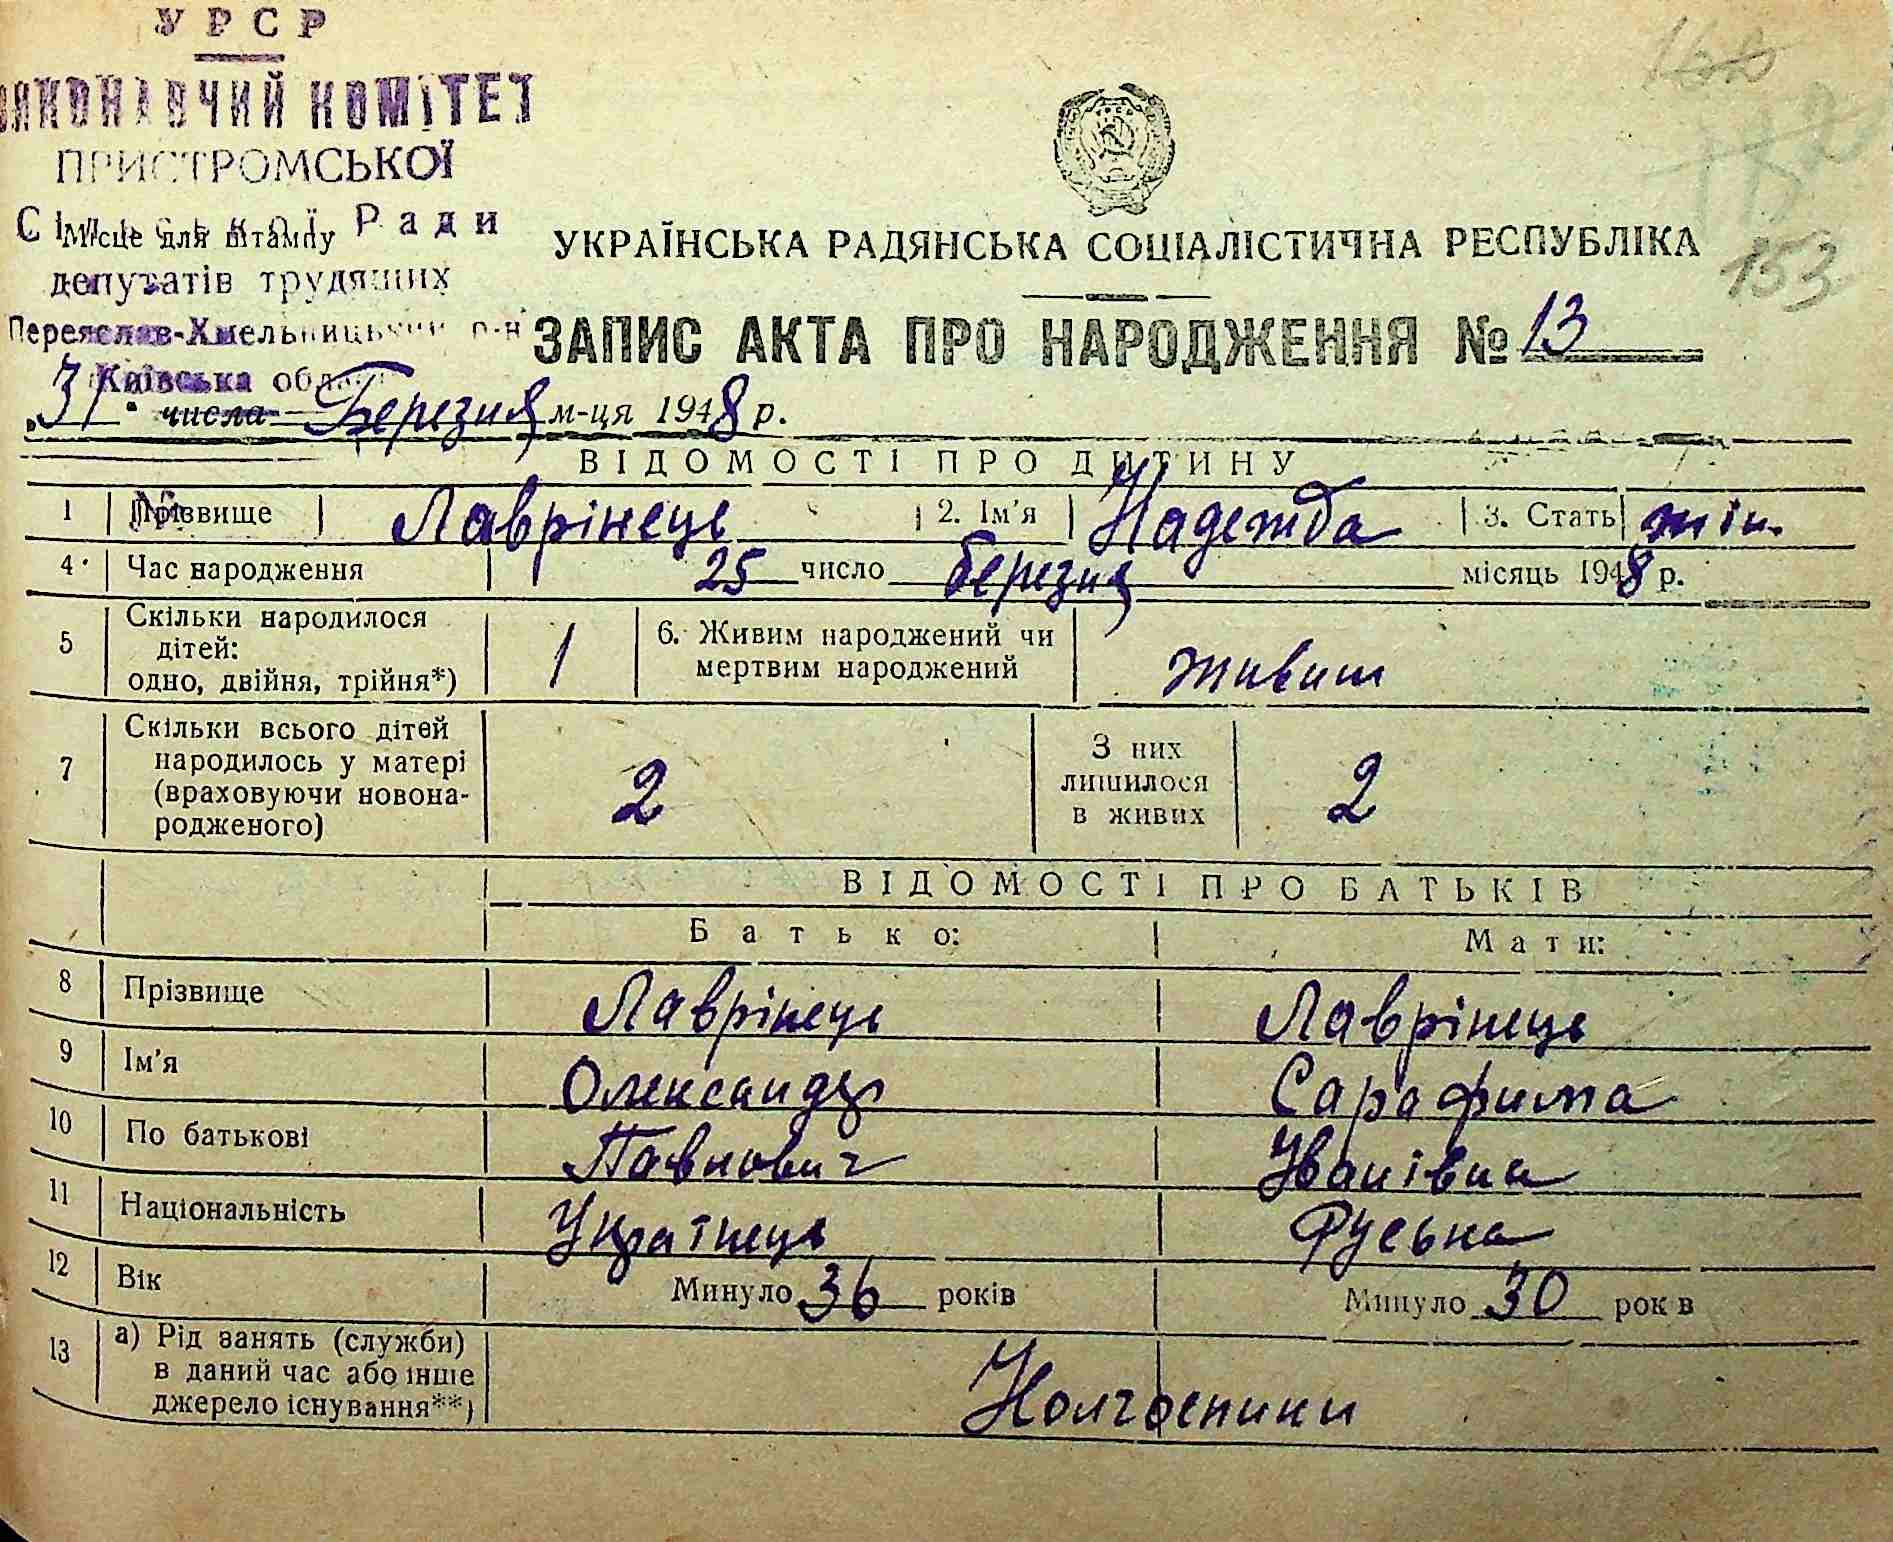 УРСР
ВИКОНАВЧИЙ КОМІТЕТ
ПРИСТРОМСЬКОЇ
Сільської Ради
Місце для штампу
депутатів трудящих
Переяслав-Хмельницький р-н
Київська обл.
153
УКРАЇНСЬКА РАДЯНСЬКА СОЦІАЛІСТИЧНА РЕСПУБЛІКА
ЗАПИС АКТА ПРО НАРОДЖЕННЯ № 13
„31“ числа Березня м-ця 1948 р.
ВІДОМОСТІ ПРО ДИТИНУ
1 Прізвище Лаврінець 2. Ім'я Надежба 3. Стать жін.
4 Час народження 25 число березня місяць 1948 р.
5 Скільки народилося дітей: одно, двійня, трійня*) 1 6. Живим народжений чи мертвим народжений живим
7 Скільки всього дітей народилось у матері (враховуючи новонародженого) 2 З них лишилося в живих 2
ВІДОМОСТІ ПРО БАТЬКІВ
Батько: Мати:
8 Прізвище Лаврінець Лаврінець
9 Ім'я Олександр Сарафима
10 По батькові Павлович Іванівна
11 Національність Українець Руська
12 Вік Минуло 36 років Минуло 30 років
13 а) Рід занять (служби) в даний час або інше джерело існування**) Колгосники